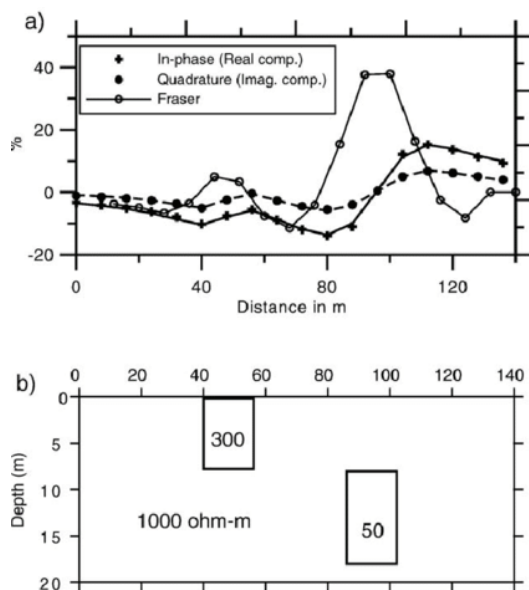 a)
40
20
0
-20
%
In-phase (Real comp.)
Quadrature (Imag. comp.)
Fraser
0 40 80 120
Distance in m
b)
0 20 40 60 80 100 120 140
0
5
10
15
20
Depth (m)
300
1000 ohm-m
50